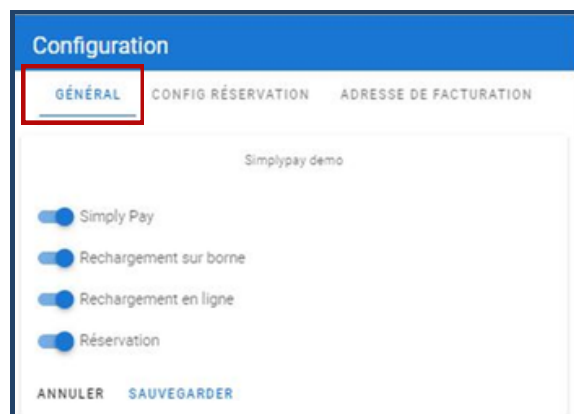 Configuration
GÉNÉRAL CONFIG RÉSERVATION ADRESSE DE FACTURATION
Simplypay demo
Simply Pay
Rechargement sur borne
Rechargement en ligne
Réservation
ANNULER SAUVEGARDER